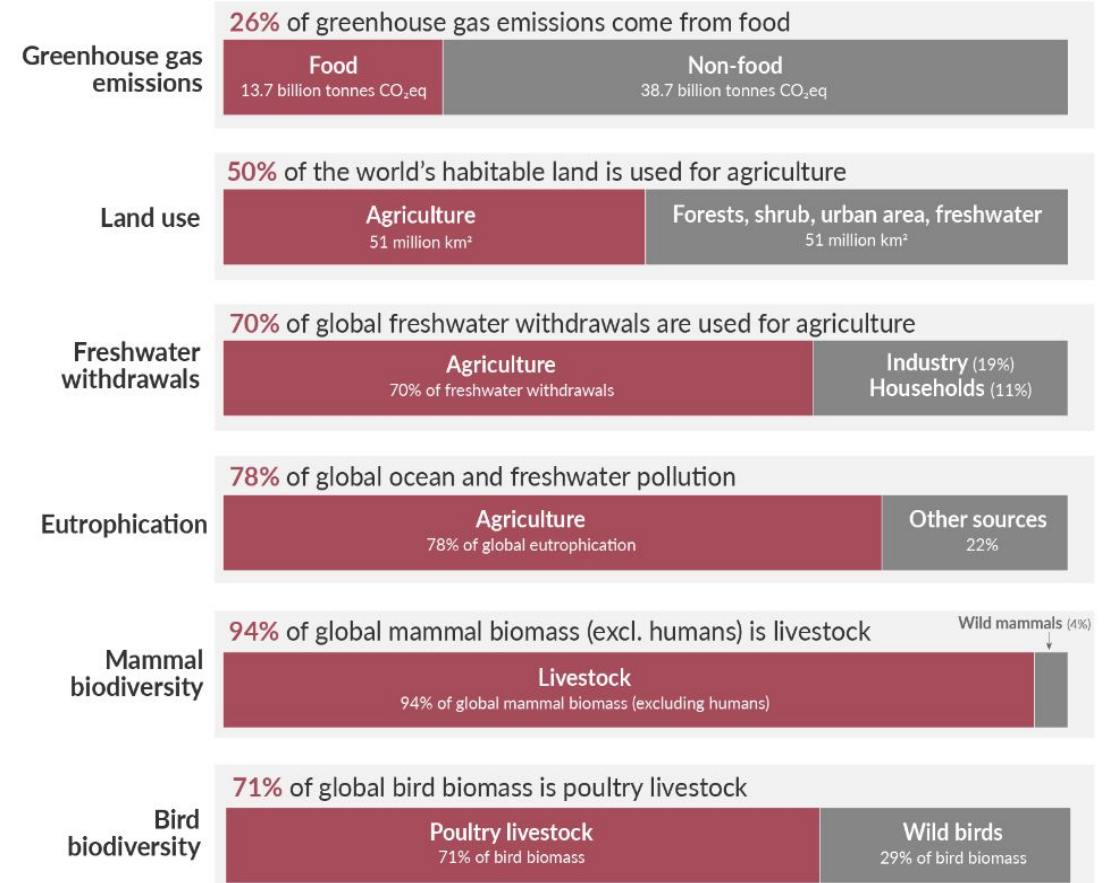 26% of greenhouse gas emissions come from food
Greenhouse gas
emissions
Food
13.7 billion tonnes CO₂eq
Non-food
38.7 billion tonnes CO₂eq
50% of the world's habitable land is used for agriculture
Land use
Agriculture
51 million km²
Forests, shrub, urban area, freshwater
51 million km²
70% of global freshwater withdrawals are used for agriculture
Freshwater
withdrawals
Agriculture
70% of freshwater withdrawals
Industry (19%)
Households (11%)
78% of global ocean and freshwater pollution
Eutrophication
Agriculture
78% of global eutrophication
Other sources
22%
94% of global mammal biomass (excl. humans) is livestock
Wild mammals (4%)
Mammal
biodiversity
Livestock
94% of global mammal biomass (excluding humans)
71% of global bird biomass is poultry livestock
Bird
biodiversity
Poultry livestock
71% of bird biomass
Wild birds
29% of bird biomass